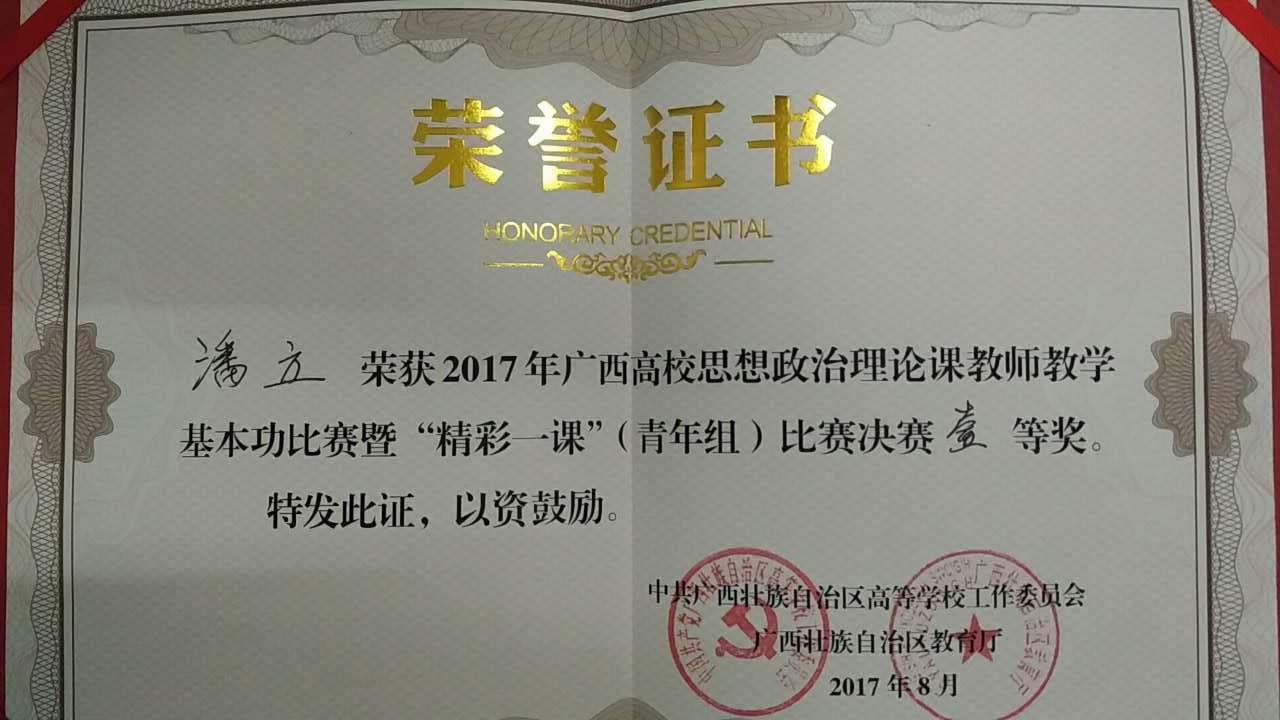 荣誉证书
HONORARY CREDENTIAL
潘立 荣获2017年广西高校思想政治理论课教师教学
基本功比赛暨“精彩一课”(青年组)比赛决赛壹等奖。
特发此证，以资鼓励。
中共广西壮族自治区高等学校工作委员会
广西壮族自治区教育厅
2017年8月